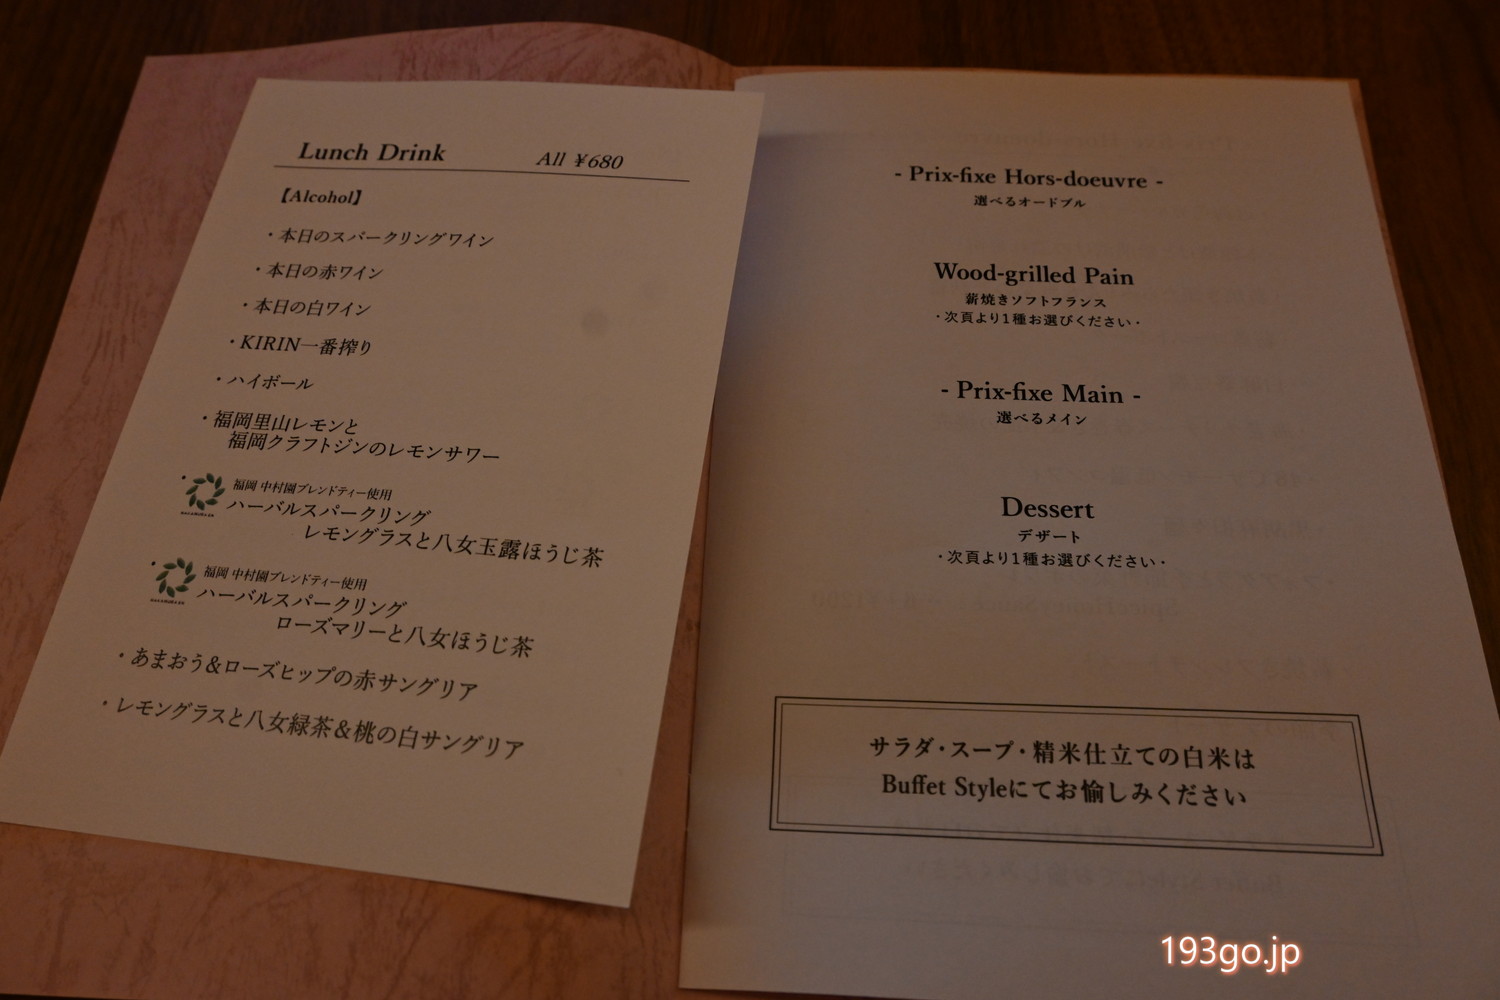 Lunch Drink All ¥680
【Alcohol】
・本日のスパークリングワイン
・本日の赤ワイン
・本日の白ワイン
・KIRIN一番搾り
・ハイボール
・福岡里山レモンと
福岡クラフトジンのレモンサワー
・福岡 中村園ブレンドティー使用
ハーバルスパークリング
レモングラスと八女玉露ほうじ茶
・福岡 中村園ブレンドティー使用
ハーバルスパークリング
ローズマリーと八女ほうじ茶
・あまおう&ローズヒップの赤サングリア
・レモングラスと八女緑茶&桃の白サングリア
- Prix-fixe Hors-doeuvre -
選べるオードブル
Wood-grilled Pain
薪焼きソフトフランス
・次頁より1種お選びください・
- Prix-fixe Main -
選べるメイン
Dessert
デザート
・次頁より1種お選びください・
サラダ・スープ・精米仕立ての白米は
Buffet Styleにてお愉しみください
193go.jp